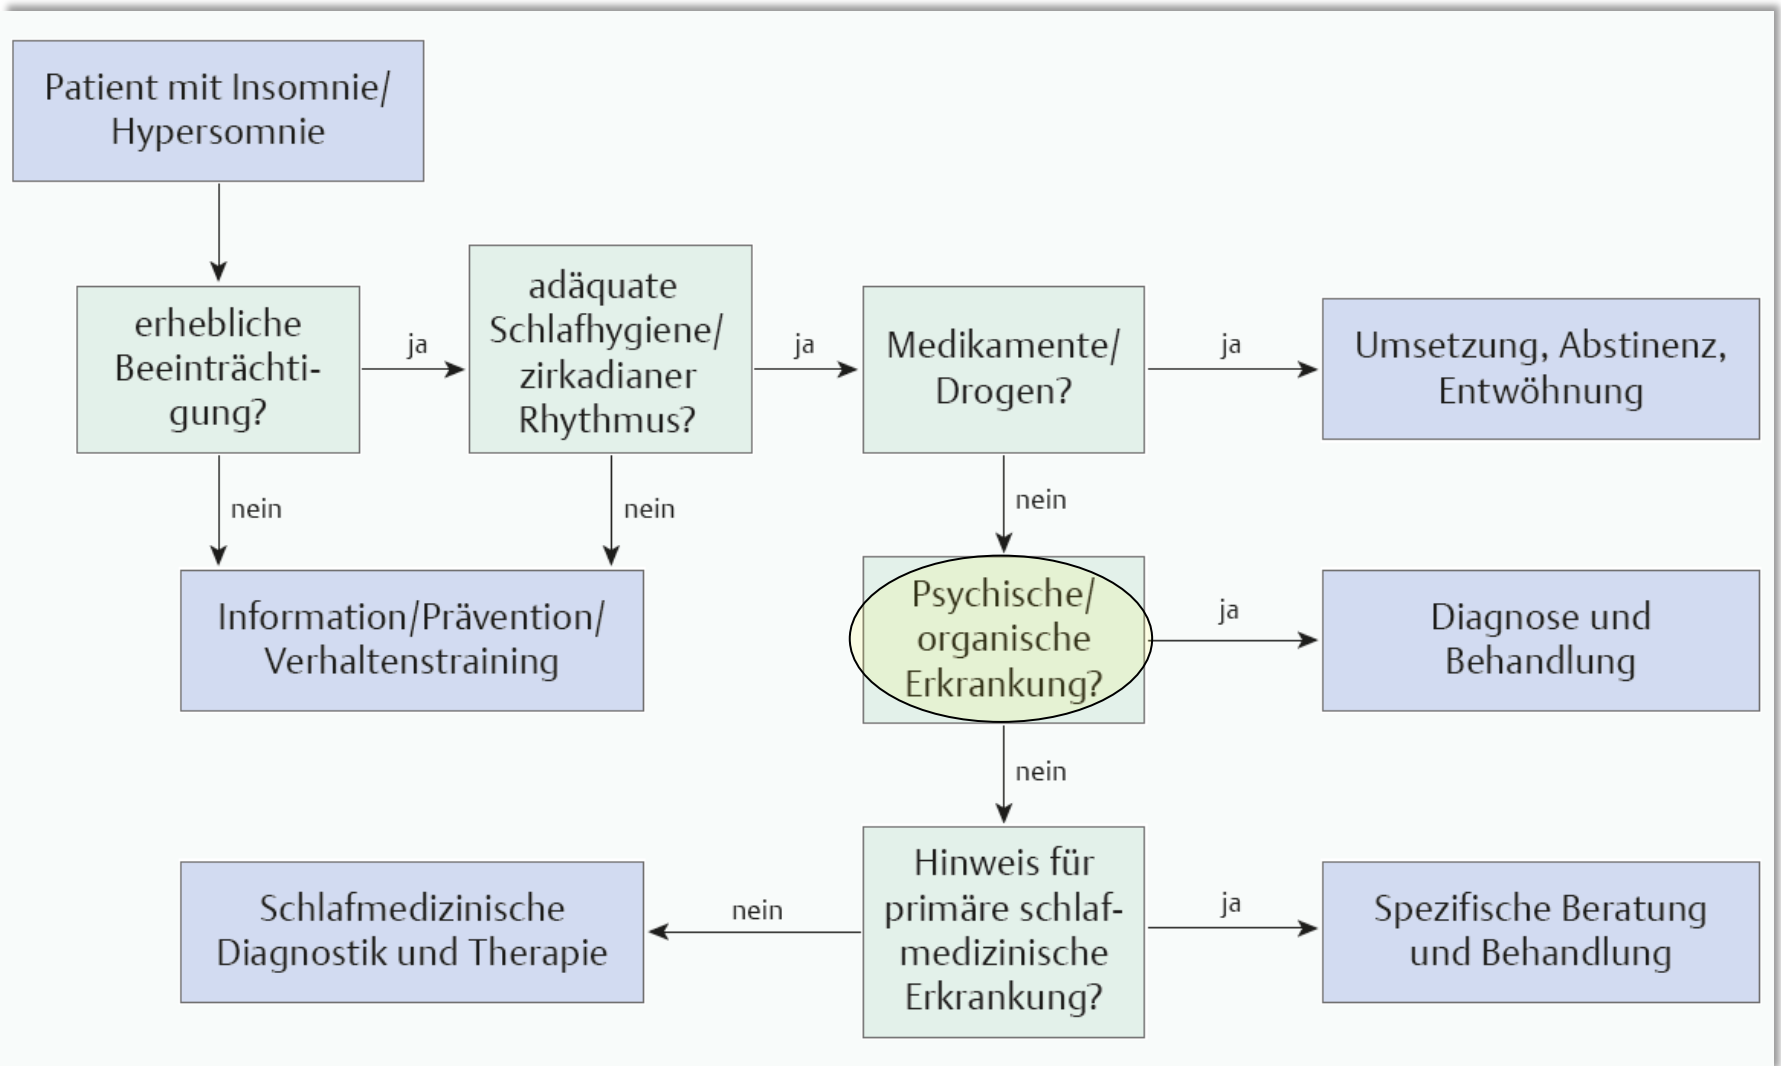 Patient mit Insomnie/
Hypersomnie
erhebliche
Beeinträchti-
gung?
ja
adäquate
Schlafhygiene/
zirkadianer
Rhythmus?
ja
Medikamente/
Drogen?
ja
Umsetzung, Abstinenz,
Entwöhnung
nein
nein
nein
Information/Prävention/
Verhaltenstraining
Psychische/
organische
Erkrankung?
ja
Diagnose und
Behandlung
nein
Schlafmedizinische
Diagnostik und Therapie
nein
Hinweis für
primäre schlaf-
medizinische
Erkrankung?
ja
Spezifische Beratung
und Behandlung